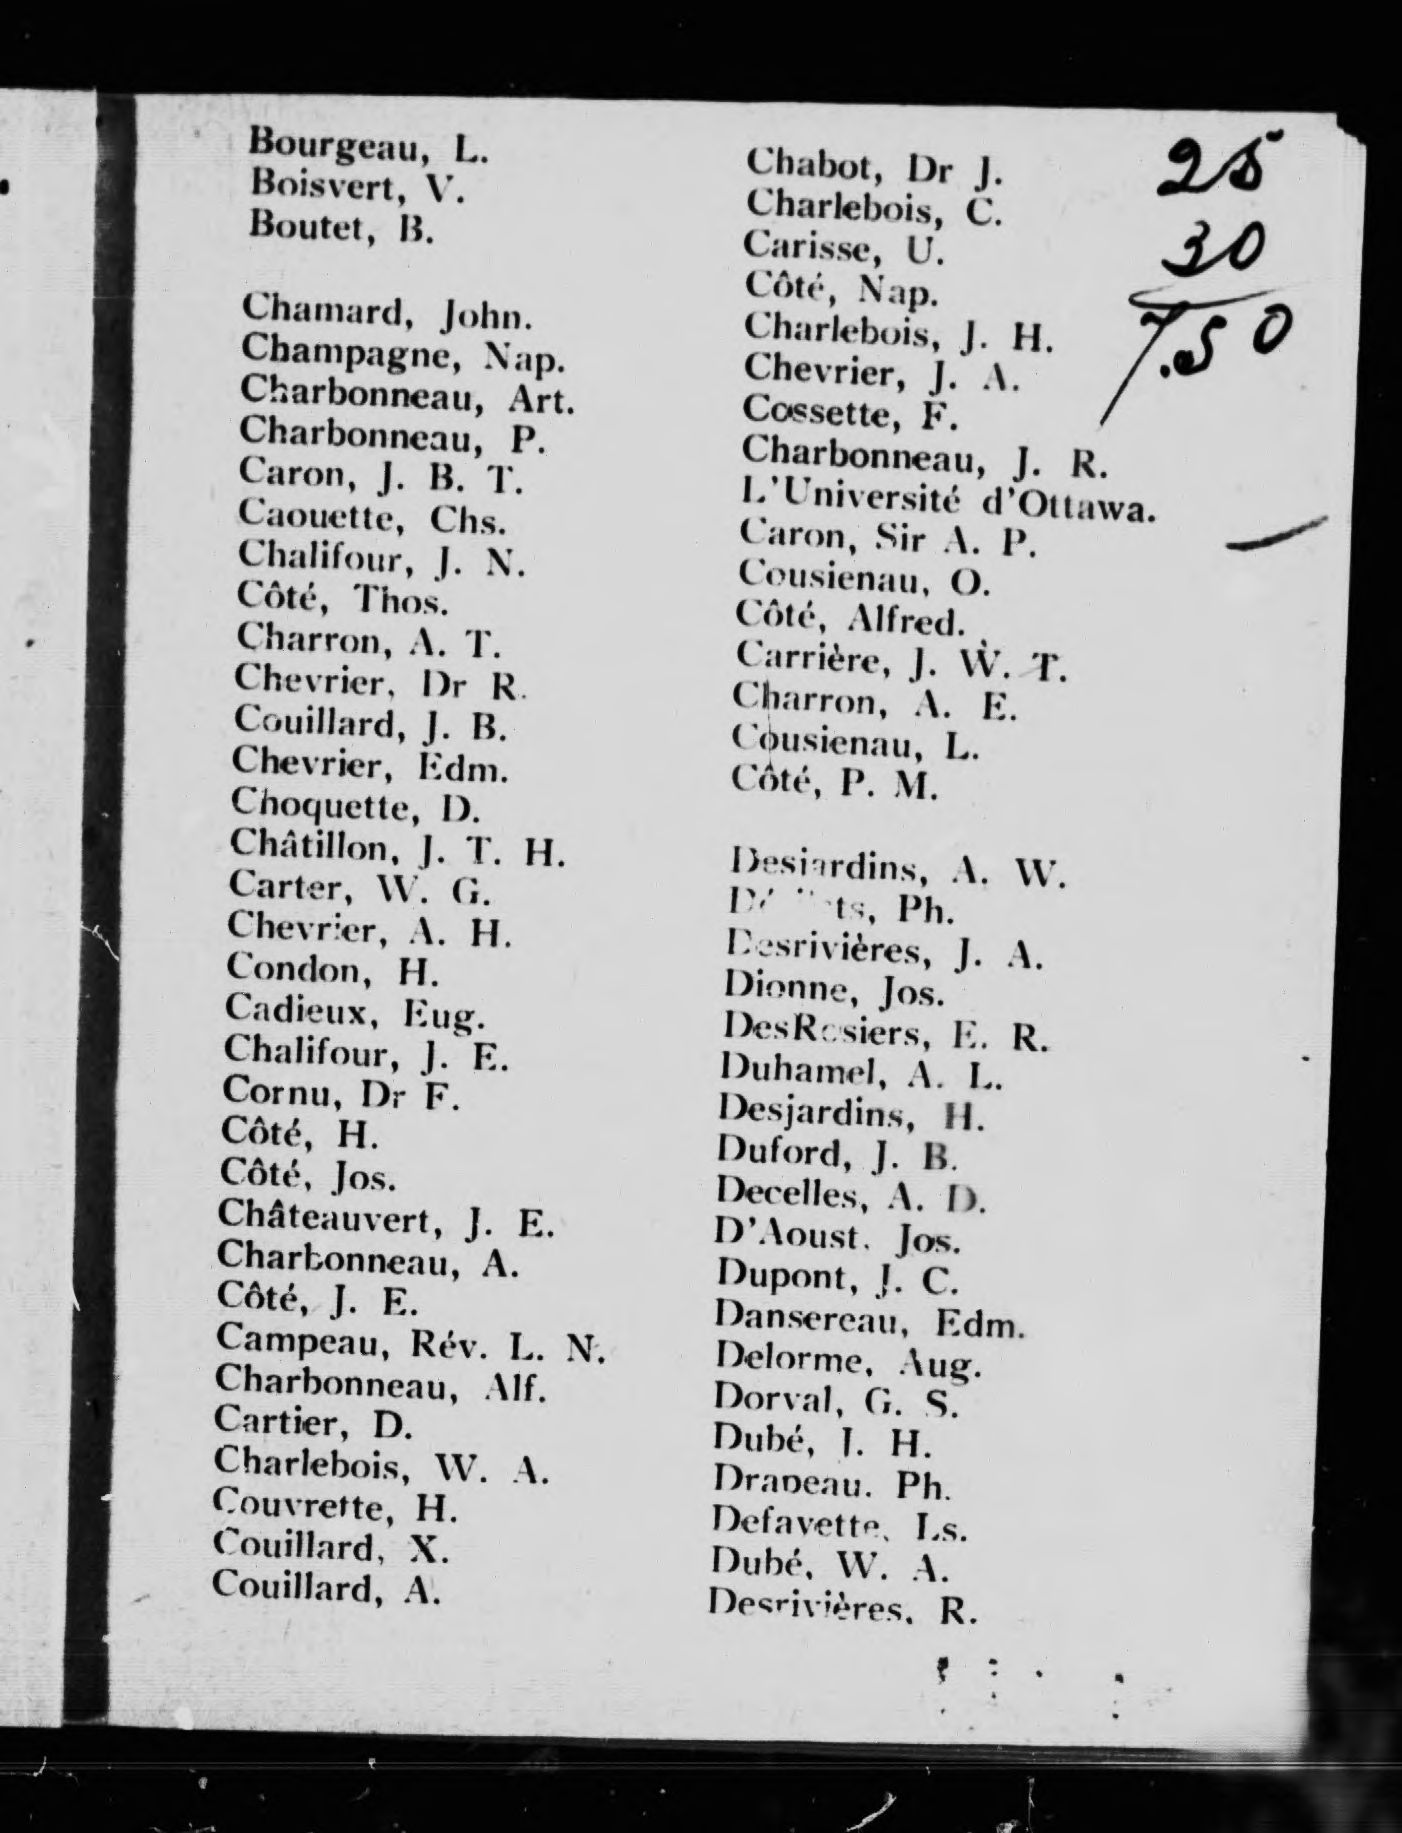 Bourgeau, L.
Boisvert, V.
Boutet, B.
Chamard, John.
Champagne, Nap.
Charbonneau, Art.
Charbonneau, P.
Caron, J. B. T.
Caouette, Chs.
Chalifour, J. N.
Côté, Thos.
Charron, A. T.
Chevrier, Dr R.
Couillard, J. B.
Chevrier, Edm.
Choquette, D.
Châtillon, J. T. H.
Carter, W. G.
Chevrier, A. H.
Condon, H.
Cadieux, Eug.
Chalifour, J. E.
Cornu, Dr F.
Côté, H.
Côté, Jos.
Châteauvert, J. E.
Charbonneau, A.
Côté, J. E.
Campeau, Rév. L. N.
Charbonneau, Alf.
Cartier, D.
Charlebois, W. A.
Couvrette, H.
Couillard, X.
Couillard, A.
Chabot, Dr J.
Charlebois, C.
Carisse, U.
Côté, Nap.
Charlebois, J. H.
Chevrier, J. A.
Cossette, F.
Charbonneau, J. R.
L'Université d'Ottawa.
Caron, Sir A. P.
Cousienau, O.
Côté, Alfred.
Carrière, J. W. T.
Charron, A. E.
Cousienau, L.
Côté, P. M.
Desjardins, A. W.
Ph.
Desrivières, J. A.
Dionne, Jos.
DesRosiers, E. R.
Duhamel, A. L.
Desjardins, H.
Duford, J. B.
Decelles, A. D.
D'Aoust, Jos.
Dupont, J. C.
Dansereau, Edm.
Delorme, Aug.
Dorval, G. S.
Dubé, J. H.
Drapeau, Ph.
Defayette, Ls.
Dubé, W. A.
Desrivières, R.
25
30
7.50